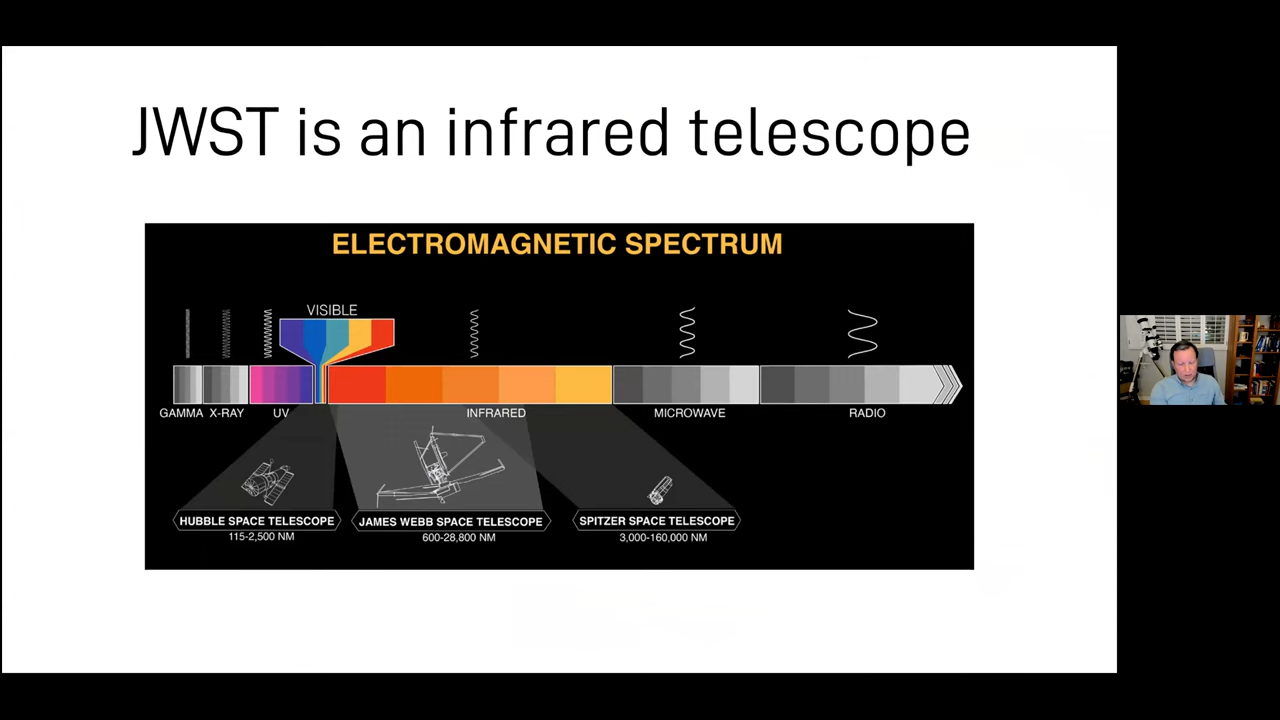 JWST is an infrared telescope
ELECTROMAGNETIC SPECTRUM
VISIBLE
GAMMA X-RAY UV INFRARED MICROWAVE RADIO
HUBBLE SPACE TELESCOPE
115-2,500 NM
JAMES WEBB SPACE TELESCOPE
600-28,800 NM
SPITZER SPACE TELESCOPE
3,000-160,000 NM